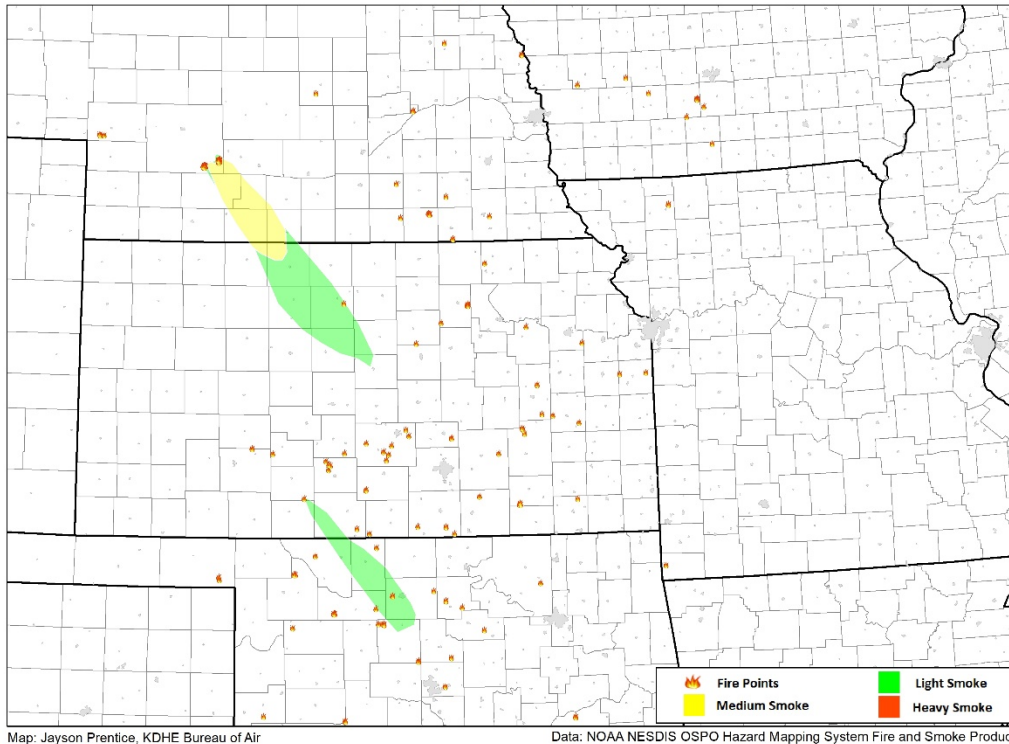 Fire Points
Light Smoke
Medium Smoke
Heavy Smoke
Map: Jayson Prentice, KDHE Bureau of Air
Data: NOAA NESDIS OSPO Hazard Mapping System Fire and Smoke Produc